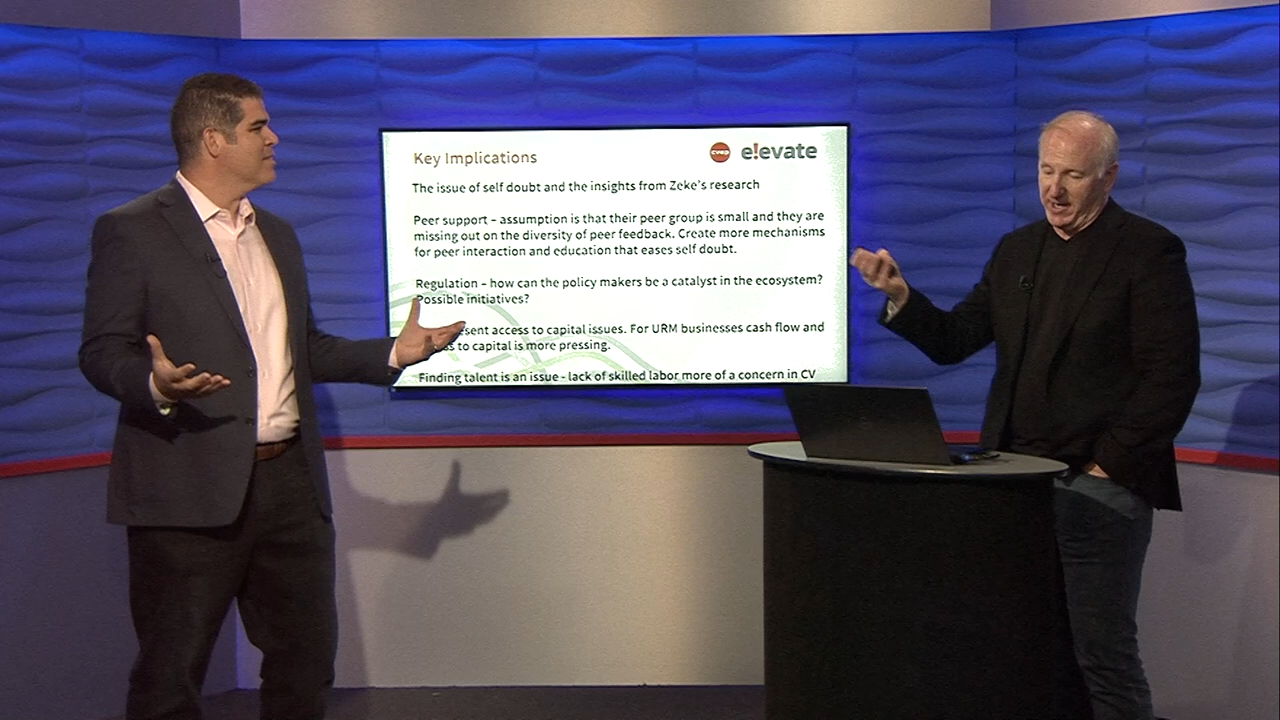 Key Implications
cvep e!evate
The issue of self doubt and the insights from Zeke's research
Peer support – assumption is that their peer group is small and they are
missing out on the diversity of peer feedback. Create more mechanisms
for peer interaction and education that eases self doubt.
Regulation – how can the policy makers be a catalyst in the ecosystem?
Possible initiatives?
access to capital issues. For URM businesses cash flow and
to capital is more pressing.
Finding talent is an issue - lack of skilled labor more of a concern in CV